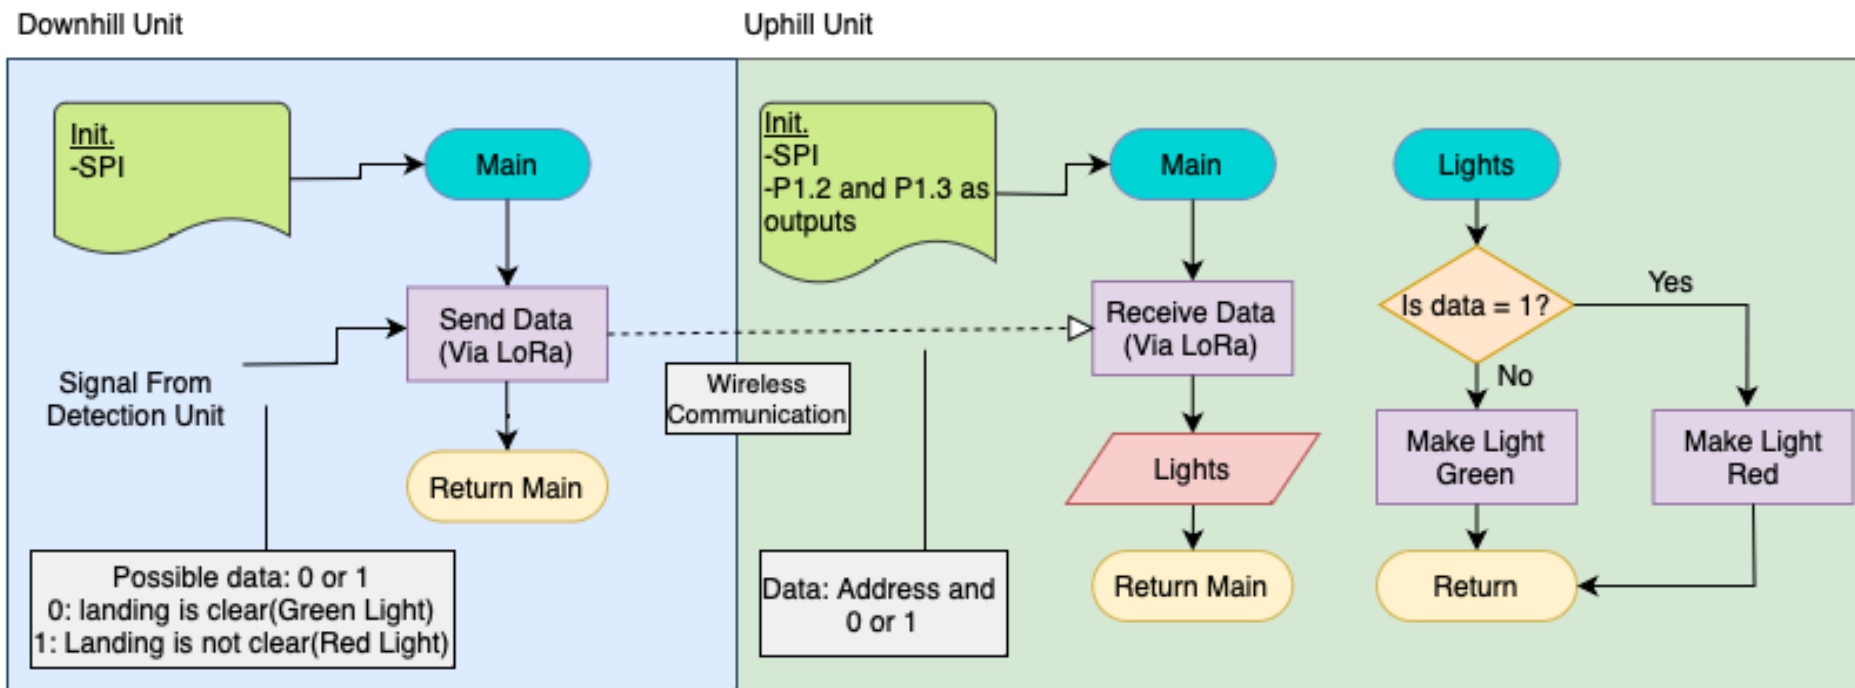 Downhill Unit
Uphill Unit
Init.
-SPI
Main
Send Data
(Via LoRa)
Signal From
Detection Unit
Return Main
Possible data: 0 or 1
0: landing is clear(Green Light)
1: Landing is not clear(Red Light)
Wireless
Communication
Init.
-SPI
-P1.2 and P1.3 as
outputs
Main
Receive Data
(Via LoRa)
Lights
Return Main
Data: Address and
0 or 1
Lights
Is data = 1?
Yes
No
Make Light
Green
Make Light
Red
Return